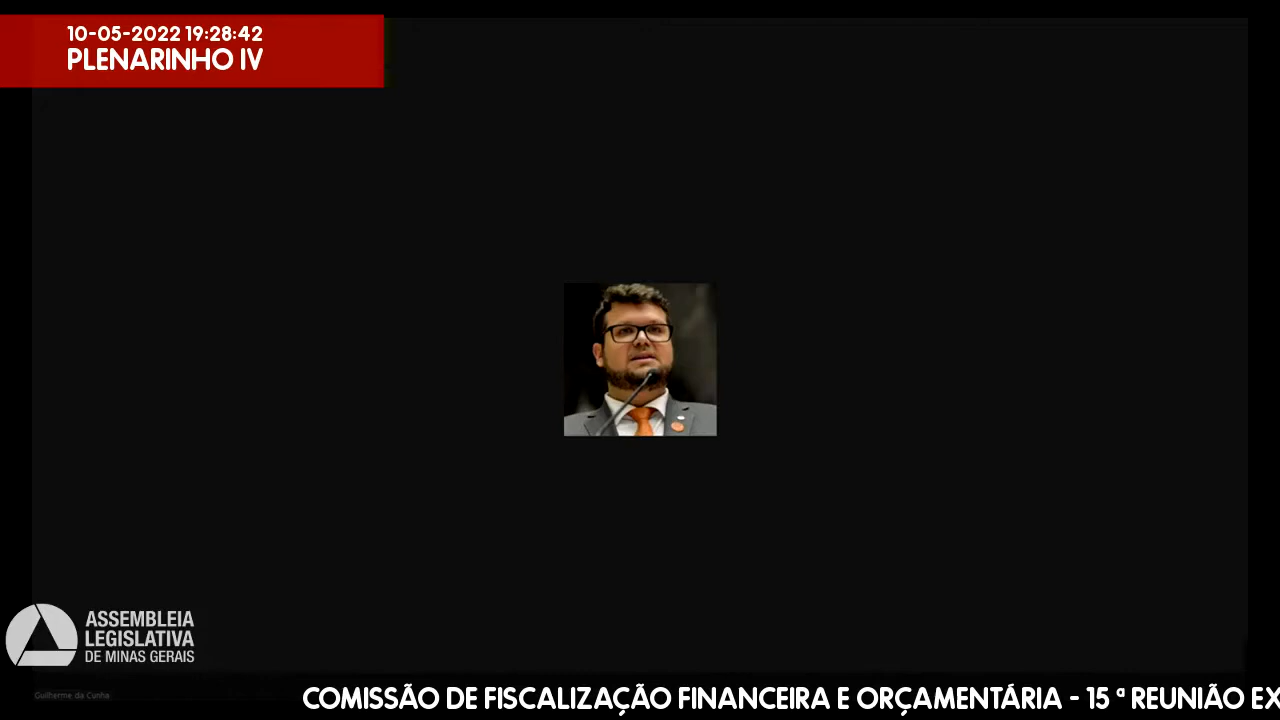 10-05-2022 19:28:42
PLENARINHO IV
ASSEMBLEIA
LEGISLATIVA
DE MINAS GERAIS
Guilherme da Cunha
COMISSÃO DE FISCALIZAÇÃO FINANCEIRA E ORÇAMENTÁRIA - 15 ª REUNIÃO EX